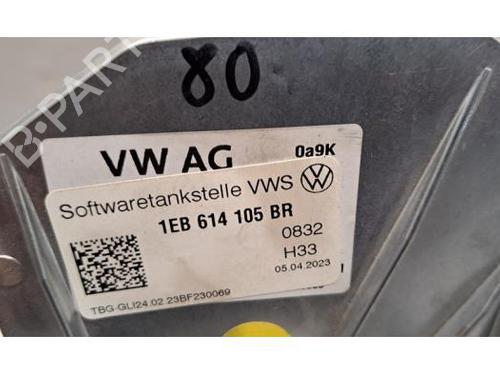 80
VW AG
0a9K
Softwaretankstelle VWS
1EB 614 105 BR
0832
H33
05.04.2023
TBG-GLI24.02.23BF230069
B-PARTS